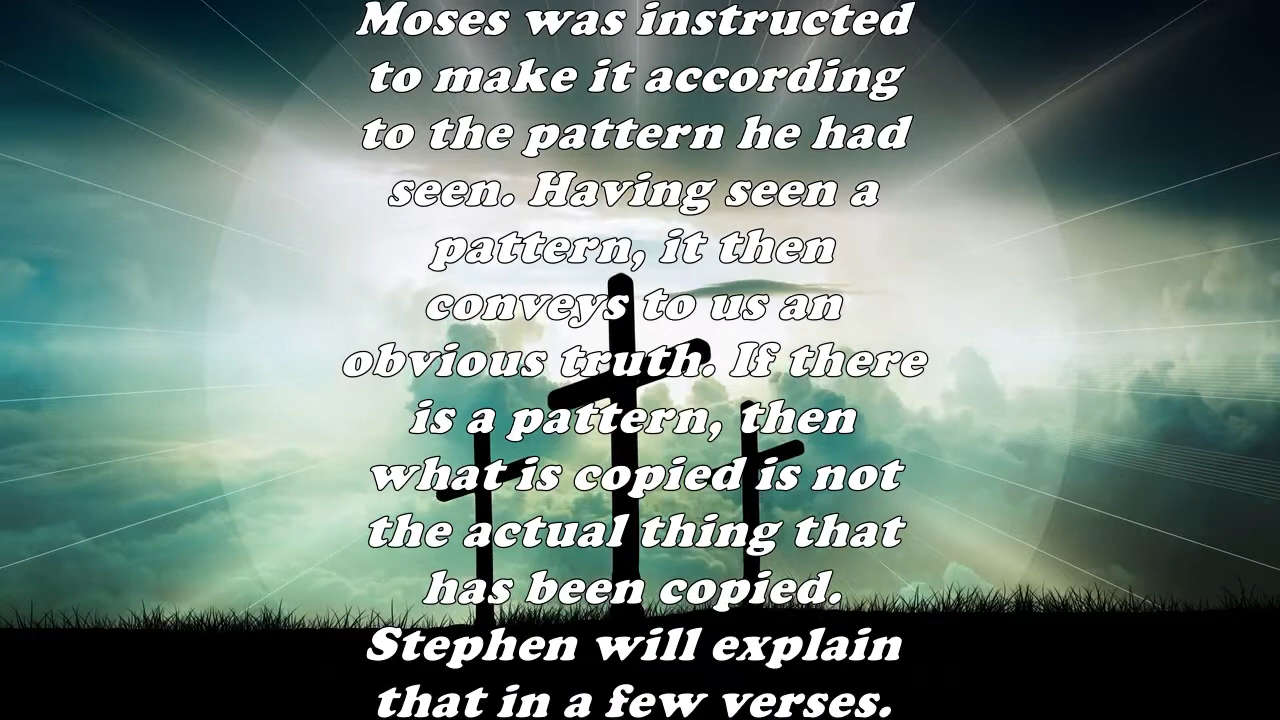 Moses was instructed
to make it according
to the pattern he had
seen. Having seen a
pattern, it then
conveys to us an
obvious truth. If there
is a pattern, then
what is copied is not
the actual thing that
has been copied.
Stephen will explain
that in a few verses.